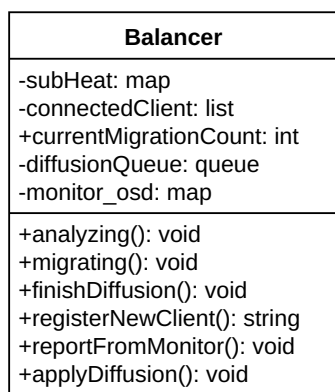 Balancer
-subHeat: map
-connectedClient: list
+currentMigrationCount: int
-diffusionQueue: queue
-monitor_osd: map
+analyzing(): void
+migrating(): void
+finishDiffusion(): void
+registerNewClient(): string
+reportFromMonitor(): void
+applyDiffusion(): void